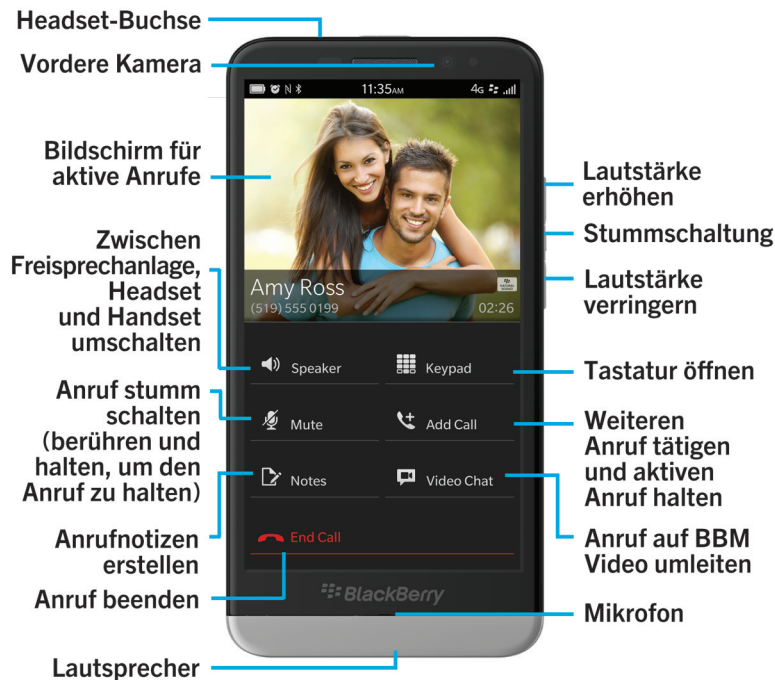 Headset-Buchse
Vordere Kamera
Bildschirm für
aktive Anrufe
Zwischen
Freisprechanlage,
Headset
und Handset
umschalten
Anruf stumm
schalten
(berühren und
halten, um den
Anruf zu halten)
Anrufnotizen
erstellen
Anruf beenden
Lautsprecher
11:35AM
4G
Amy Ross
(519) 555 0199
02:26
Speaker
Keypad
Mute
Add Call
Notes
Video Chat
End Call
BlackBerry
Lautstärke
erhöhen
Stummschaltung
Lautstärke
verringern
Tastatur öffnen
Weiteren
Anruf tätigen
und aktiven
Anruf halten
Anruf auf BBM
Video umleiten
Mikrofon